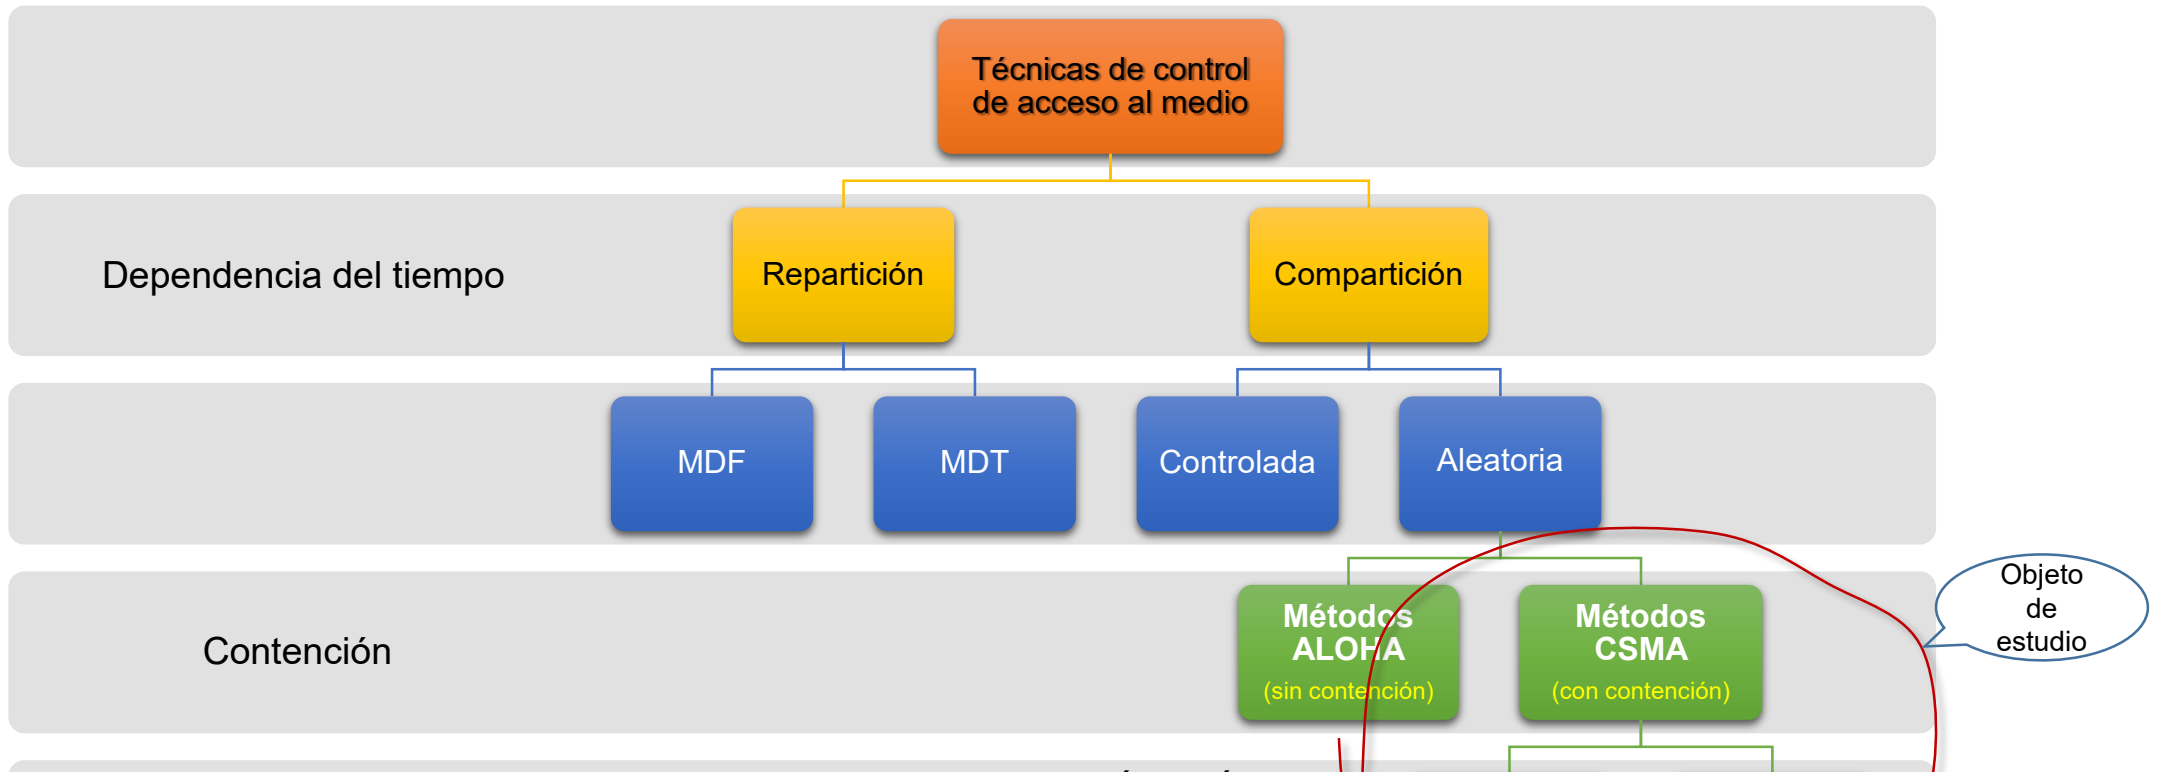 Técnicas de control
de acceso al medio
Dependencia del tiempo
Repartición
Compartición
MDF
MDT
Controlada
Aleatoria
Contención
Métodos
ALOHA
(sin contención)
Métodos
CSMA
(con contención)
Objeto
de
estudio